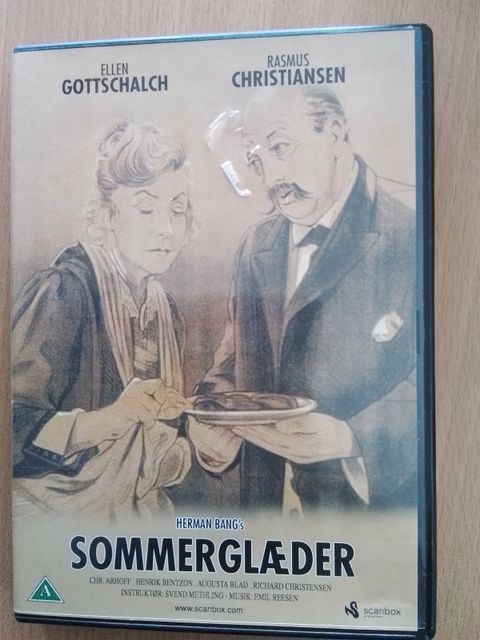 ELLEN
GOTTSCHALCH
RASMUS
CHRISTIANSEN
HERMAN BANG's
SOMMERGLÆDER
CHR. ARHOFF . HENRIK BENTZON . AUGUSTA BLAD . RICHARD CHRISTENSEN
INSTRUKTØR: SVEND METHLING - MUSIK: EMIL REESEN
www.scanbox.com
A
scanbox